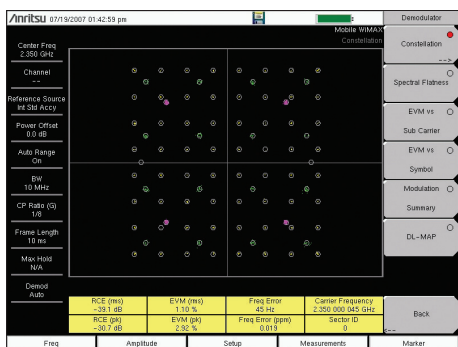 Anritsu 07/19/2007 01:42:59 pm
Mobile WiMAX
Constellation
Center Freq
2.350 GHz
Channel
--
Reference Source
Int Std Accy
Power Offset
0.0 dB
Auto Range
On
BW
10 MHz
CP Ratio (G)
1/8
Frame Length
10 ms
Max Hold
N/A
Demod
Auto
RCE (rms)
-39.1 dB
EVM (rms)
1.10 %
Freq Error
45 Hz
Carrier Frequency
2.350 000 045 GHz
RCE (pk)
-30.7 dB
EVM (pk)
2.92 %
Freq Error (ppm)
0.019
Sector ID
0
Demodulator
Constellation
-->
Spectral Flatness
EVM vs
Sub Carrier
EVM vs
Symbol
Modulation
Summary
DL-MAP
Back
<--
Freq Amplitude Setup Measurements Marker